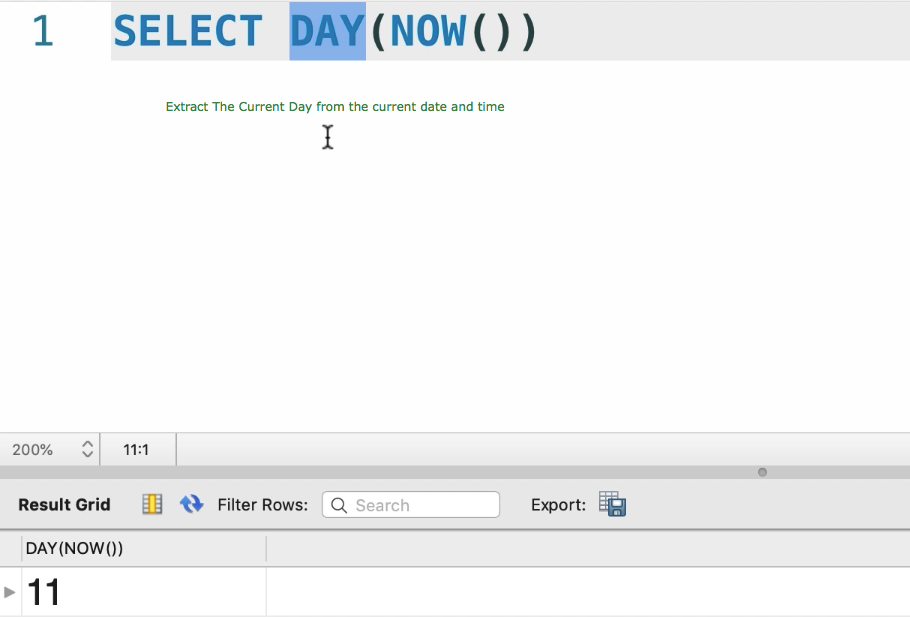 1 SELECT DAY(NOW())
Extract The Current Day from the current date and time
200% 11:1
Result Grid Filter Rows: Search Export:
DAY(NOW())
11